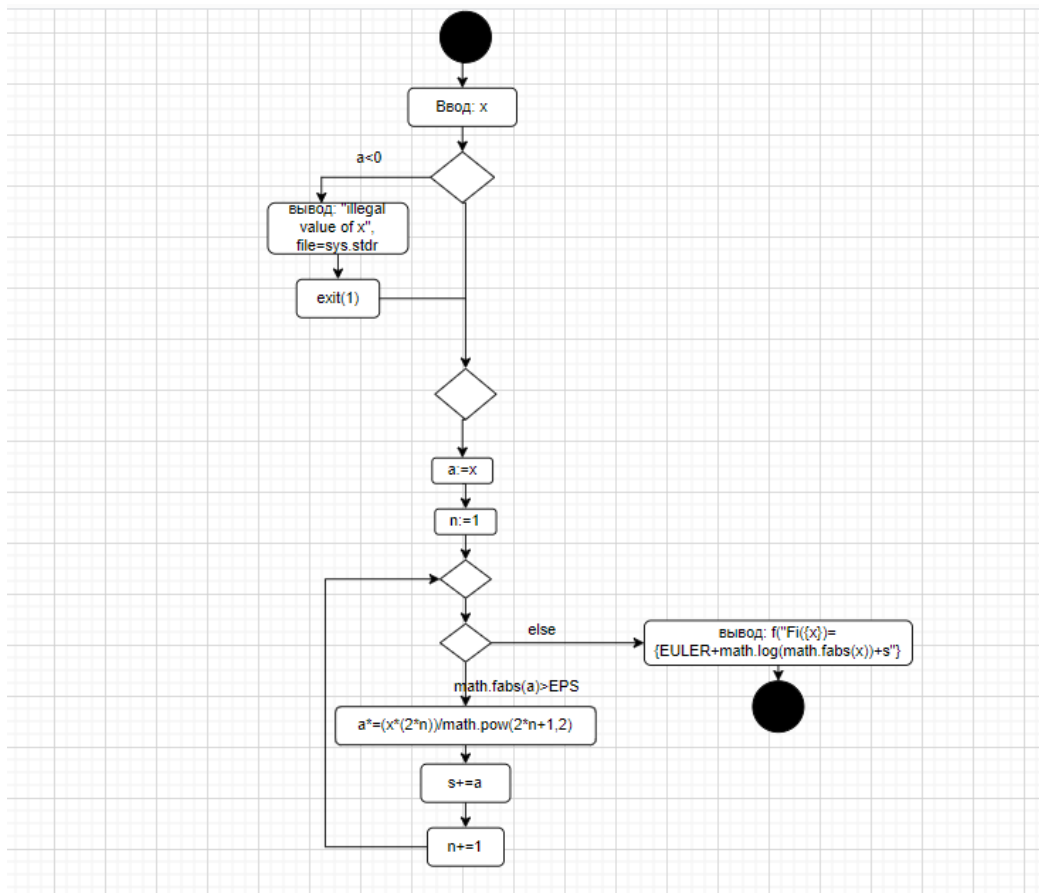 Ввод: x
a<0
вывод: "illegal
value of x",
file=sys.stdr
exit(1)
a:=x
n:=1
else
вывод: f("Fi({x})=
{EULER+math.log(math.fabs(x))+s"}
math.fabs(a)>EPS
a*=(x*(2*n))/math.pow(2*n+1,2)
s+=a
n+=1